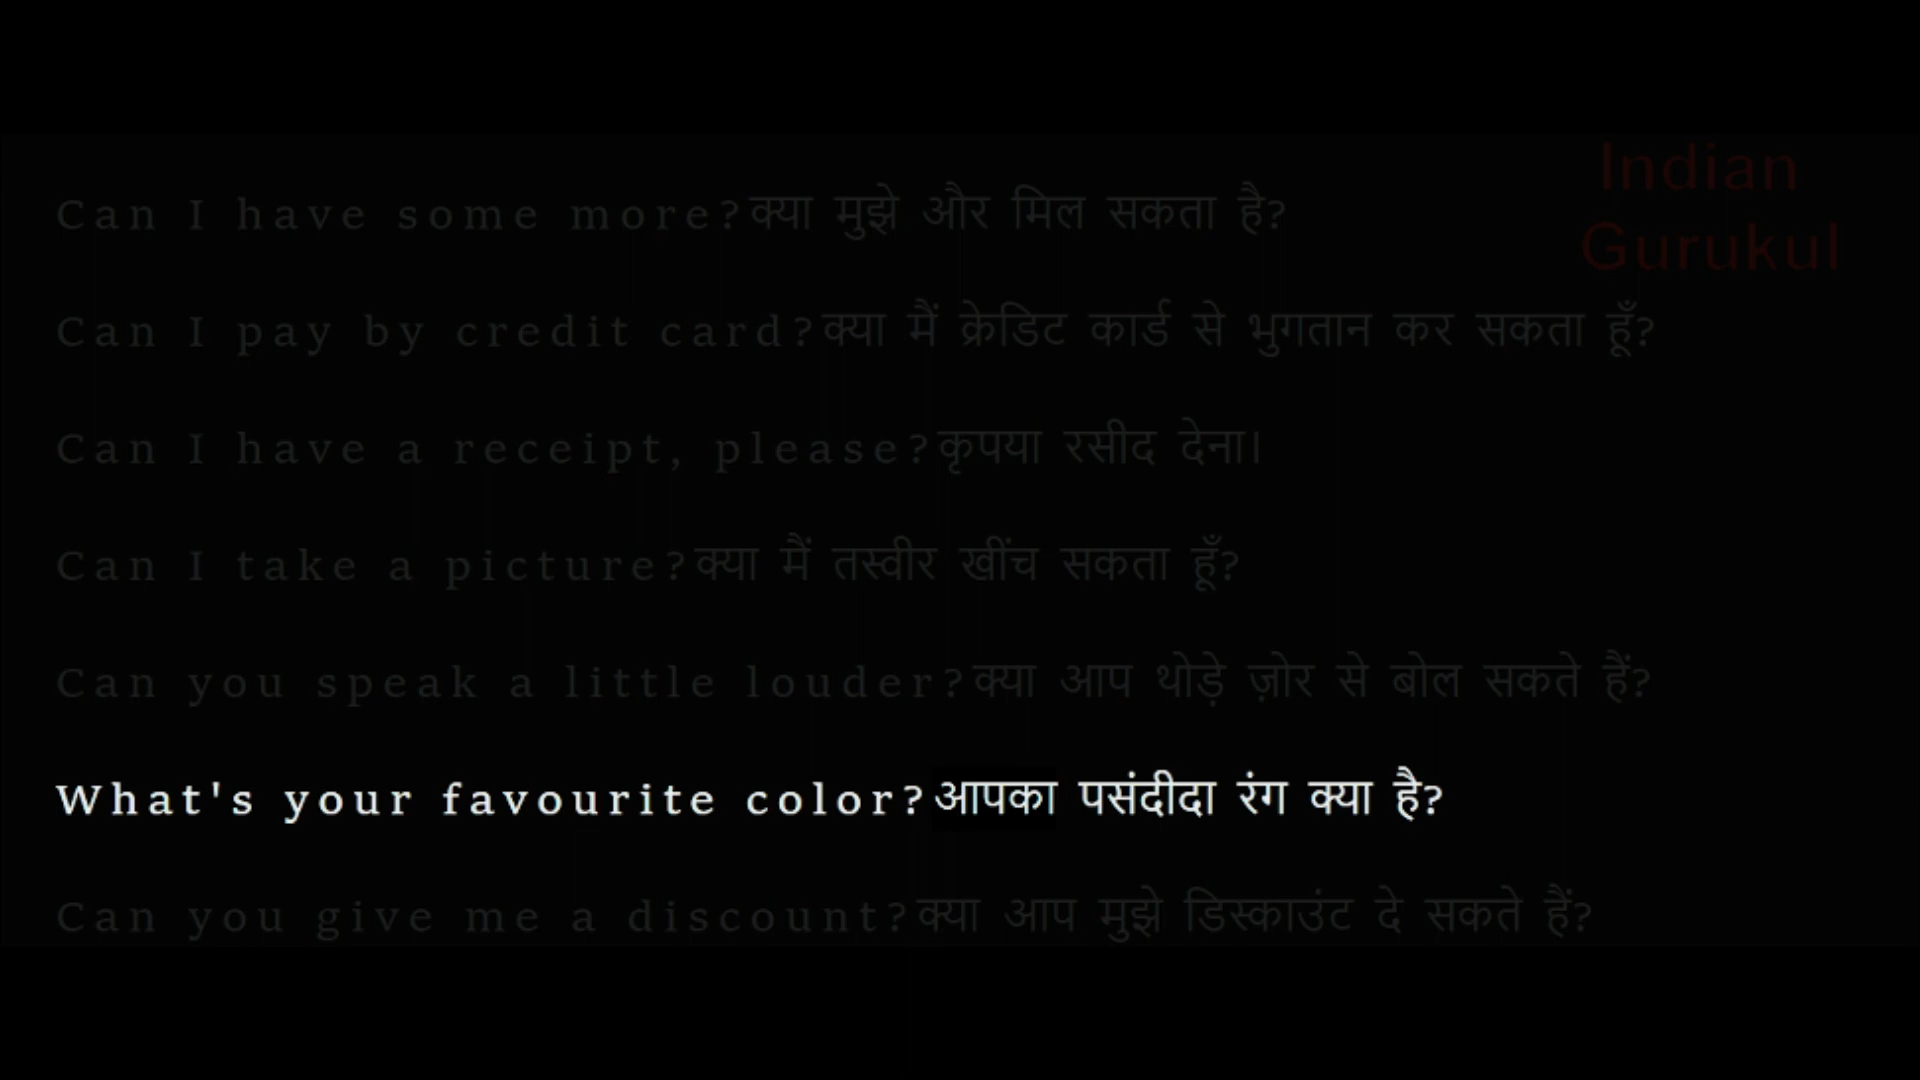 Indian
Gurukul
Can I have some more? क्या मुझे और मिल सकता है?
Can I pay by credit card? क्या मैं क्रेडिट कार्ड से भुगतान कर सकता हूँ?
Can I have a receipt, please? कृपया रसीद देना।
Can I take a picture? क्या मैं तस्वीर खींच सकता हूँ?
Can you speak a little louder? क्या आप थोड़े ज़ोर से बोल सकते हैं?
What's your favourite color? आपका पसंदीदा रंग क्या है?
Can you give me a discount? क्या आप मुझे डिस्काउंट दे सकते हैं?